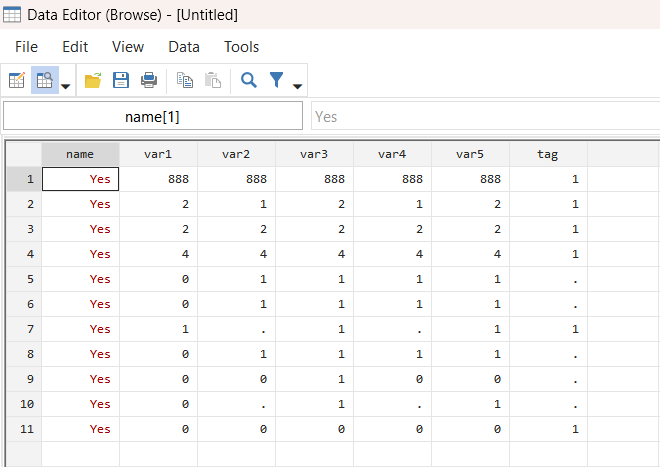 Data Editor (Browse) - [Untitled]
File Edit View Data Tools
name[1] Yes
name var1 var2 var3 var4 var5 tag
1 Yes 888 888 888 888 888 1
2 Yes 2 1 2 1 2 1
3 Yes 2 2 2 2 2 1
4 Yes 4 4 4 4 4 1
5 Yes 0 1 1 1 1 .
6 Yes 0 1 1 1 1 .
7 Yes 1 . 1 . 1 1
8 Yes 0 1 1 1 1 .
9 Yes 0 0 1 0 0 .
10 Yes 0 . 1 . 1 .
11 Yes 0 0 0 0 0 1